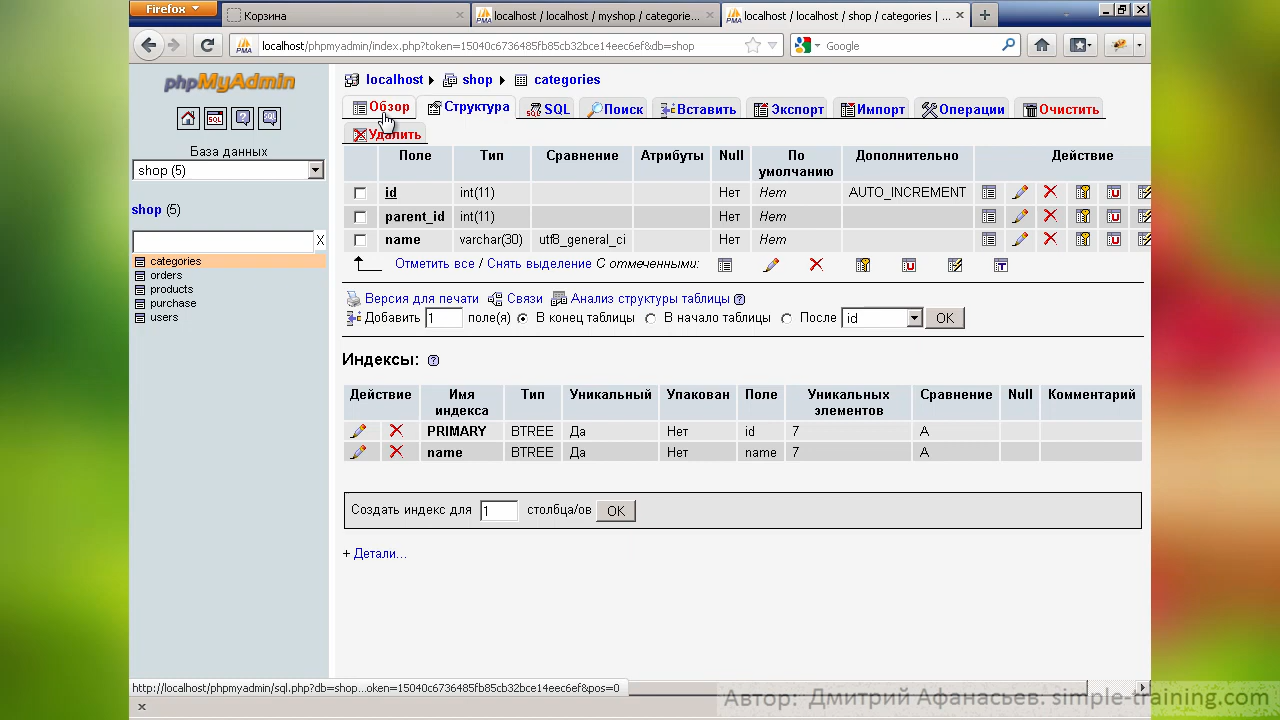 Firefox
Корзина
localhost / localhost / myshop / categorie...
localhost / localhost / shop / categories | ...
localhost/phpmyadmin/index.php?token=15040c6736485fb85cb32bce14eec6ef&db=shop
Google
phpMyAdmin
База данных
shop (5)
shop (5)
X
categories
orders
products
purchase
users
localhost shop categories
Обзор Структура SQL Поиск Вставить Экспорт Импорт Операции Очистить
Удалить
Поле Тип Сравнение Атрибуты Null По умолчанию Дополнительно Действие
id int(11) Нет Нет AUTO_INCREMENT
parent_id int(11) Нет Нет
name varchar(30) utf8_general_ci Нет Нет
Отметить все / Снять выделение С отмеченными:
Версия для печати Связи Анализ структуры таблицы
Добавить 1 поле(я) В конец таблицы В начало таблицы После id OK
Индексы:
Действие Имя индекса Тип Уникальный Упакован Поле Уникальных элементов Сравнение Null Комментарий
PRIMARY BTREE Да Нет id 7 A
name BTREE Да Нет name 7 A
Создать индекс для 1 столбца/ов OK
+ Детали...
http://localhost/phpmyadmin/sql.php?db=shop...oken=15040c6736485fb85cb32bce14eec6ef&pos=0
Автор: Дмитрий Афанасьев. simple-training.com